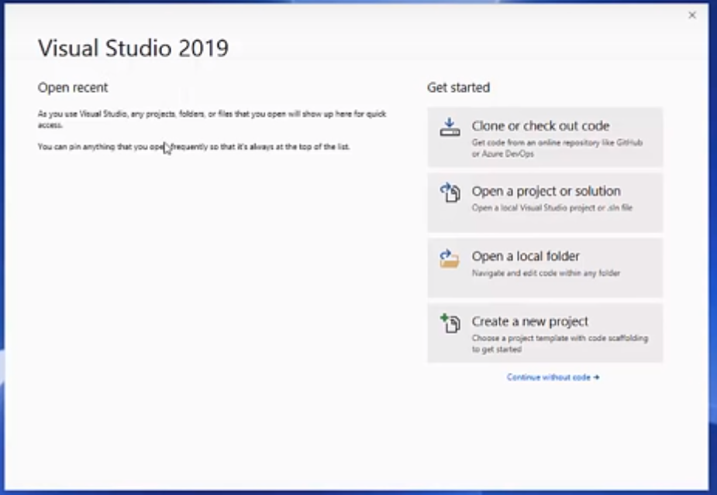 Visual Studio 2019
Open recent
As you use Visual Studio, any projects, folders, or files that you open will show up here for quick
access.
You can pin anything that you open frequently so that it's always at the top of the list.
Get started
Clone or check out code
Get code from an online repository like GitHub
or Azure DevOps
Open a project or solution
Open a local Visual Studio project or .sln file
Open a local folder
Navigate and edit code within any folder
Create a new project
Choose a project template with code scaffolding
to get started
Continue without code →